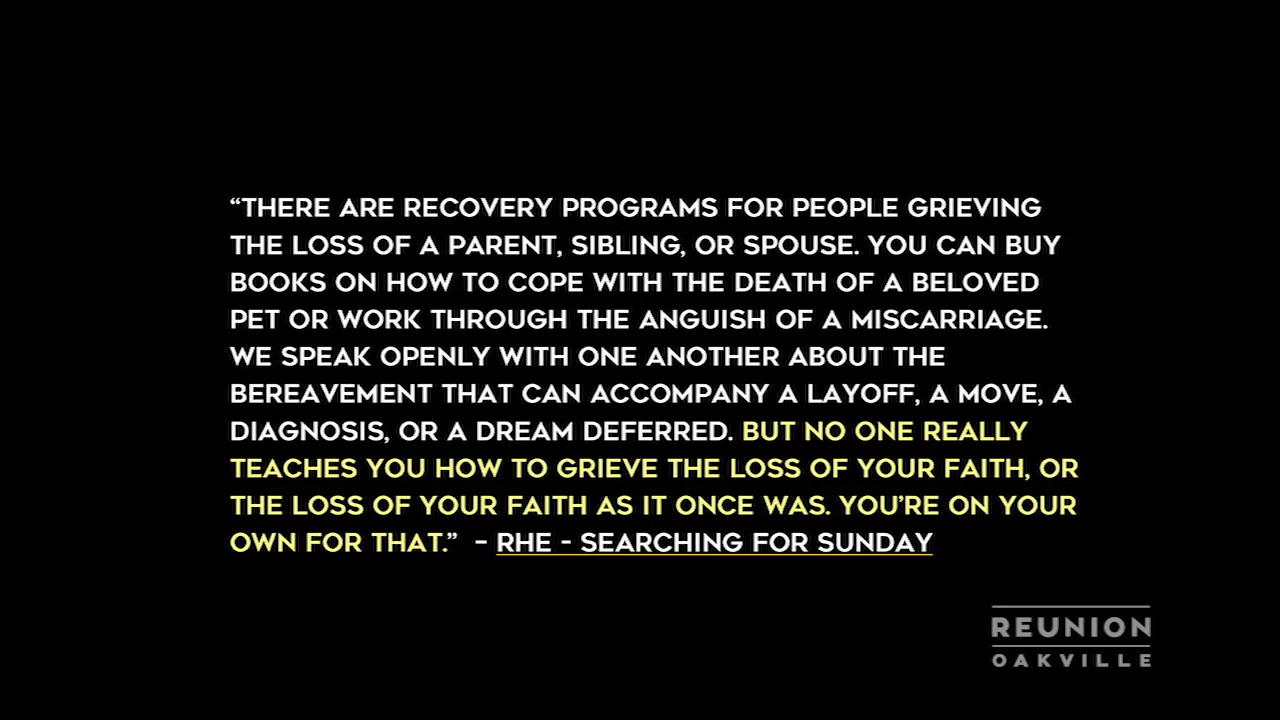 “THERE ARE RECOVERY PROGRAMS FOR PEOPLE GRIEVING
THE LOSS OF A PARENT, SIBLING, OR SPOUSE. YOU CAN BUY
BOOKS ON HOW TO COPE WITH THE DEATH OF A BELOVED
PET OR WORK THROUGH THE ANGUISH OF A MISCARRIAGE.
WE SPEAK OPENLY WITH ONE ANOTHER ABOUT THE
BEREAVEMENT THAT CAN ACCOMPANY A LAYOFF, A MOVE, A
DIAGNOSIS, OR A DREAM DEFERRED. BUT NO ONE REALLY
TEACHES YOU HOW TO GRIEVE THE LOSS OF YOUR FAITH, OR
THE LOSS OF YOUR FAITH AS IT ONCE WAS. YOU’RE ON YOUR
OWN FOR THAT.” – RHE - SEARCHING FOR SUNDAY
REUNION
OAKVILLE